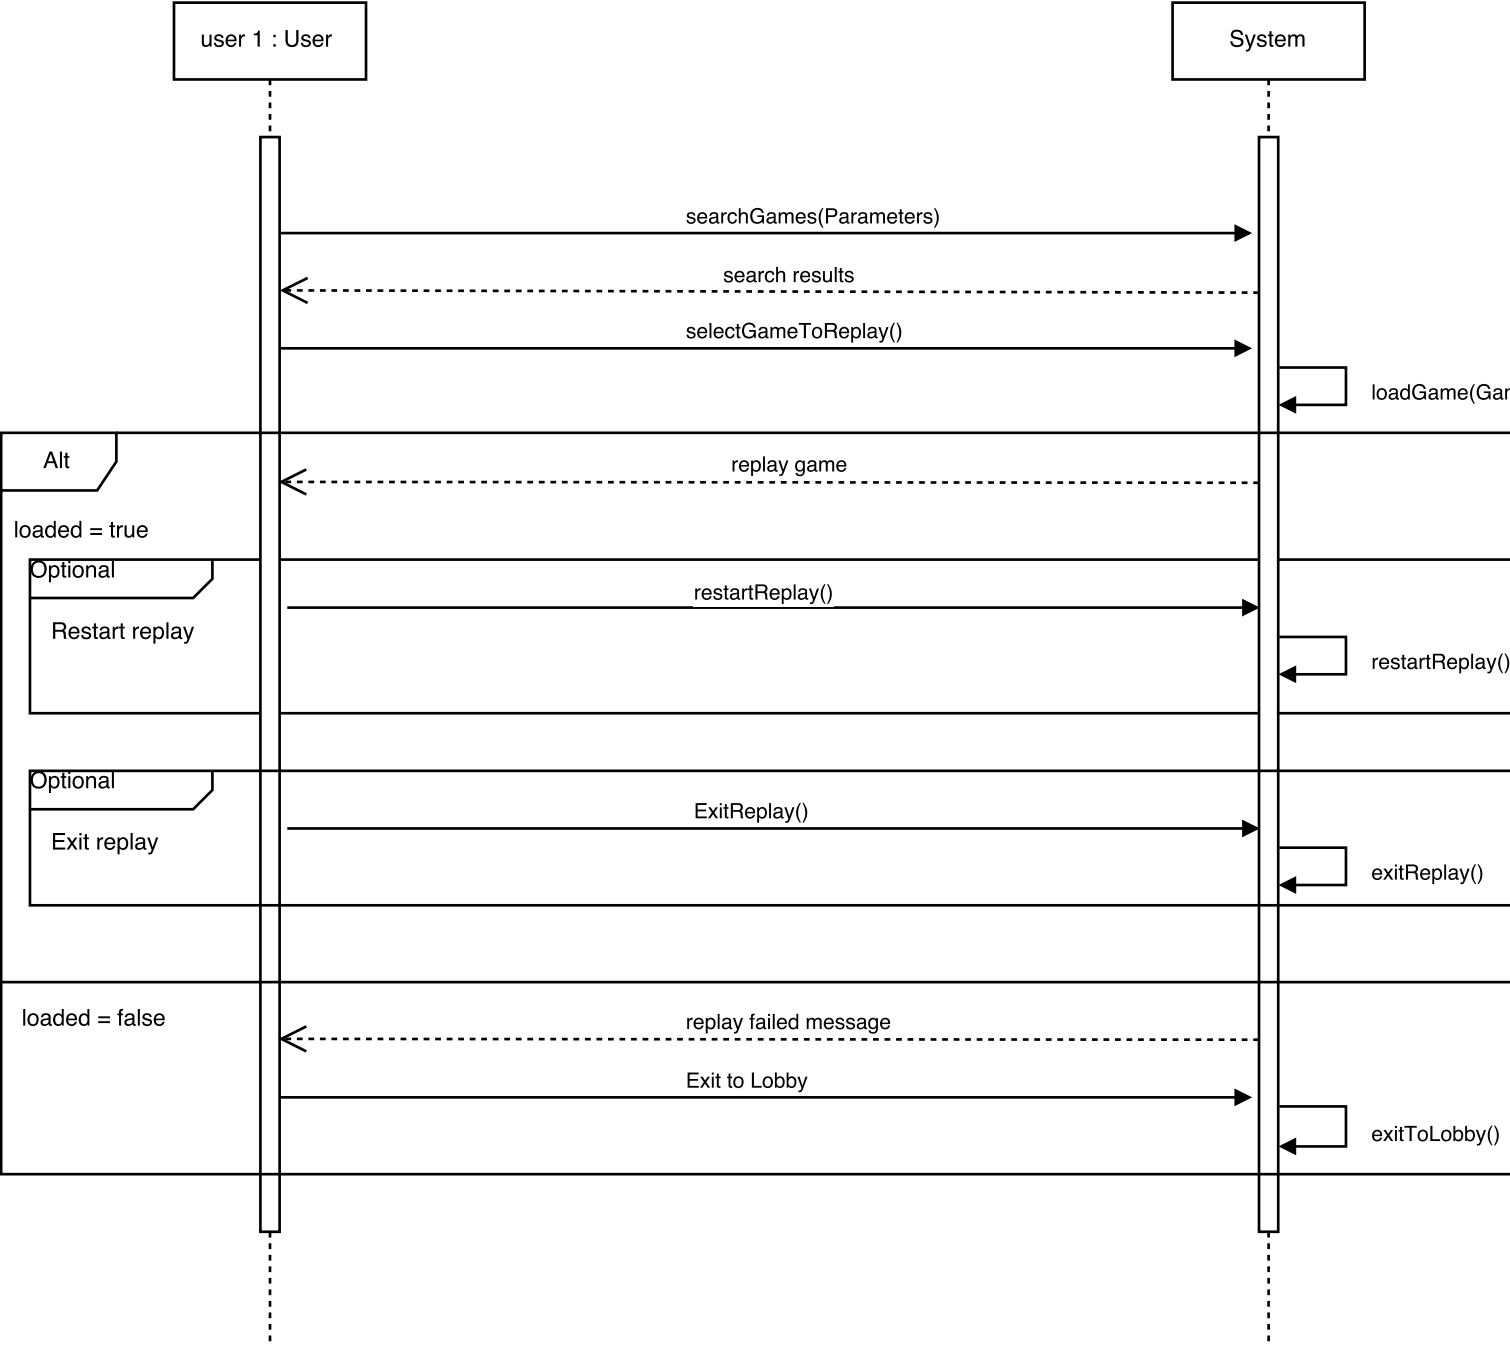 user 1 : User
System
searchGames(Parameters)
search results
selectGameToReplay()
Alt
replay game
loaded = true
Optional
restartReplay()
Restart replay
restartReplay()
Optional
ExitReplay()
Exit replay
exitReplay()
loaded = false
replay failed message
Exit to Lobby
exitToLobby()